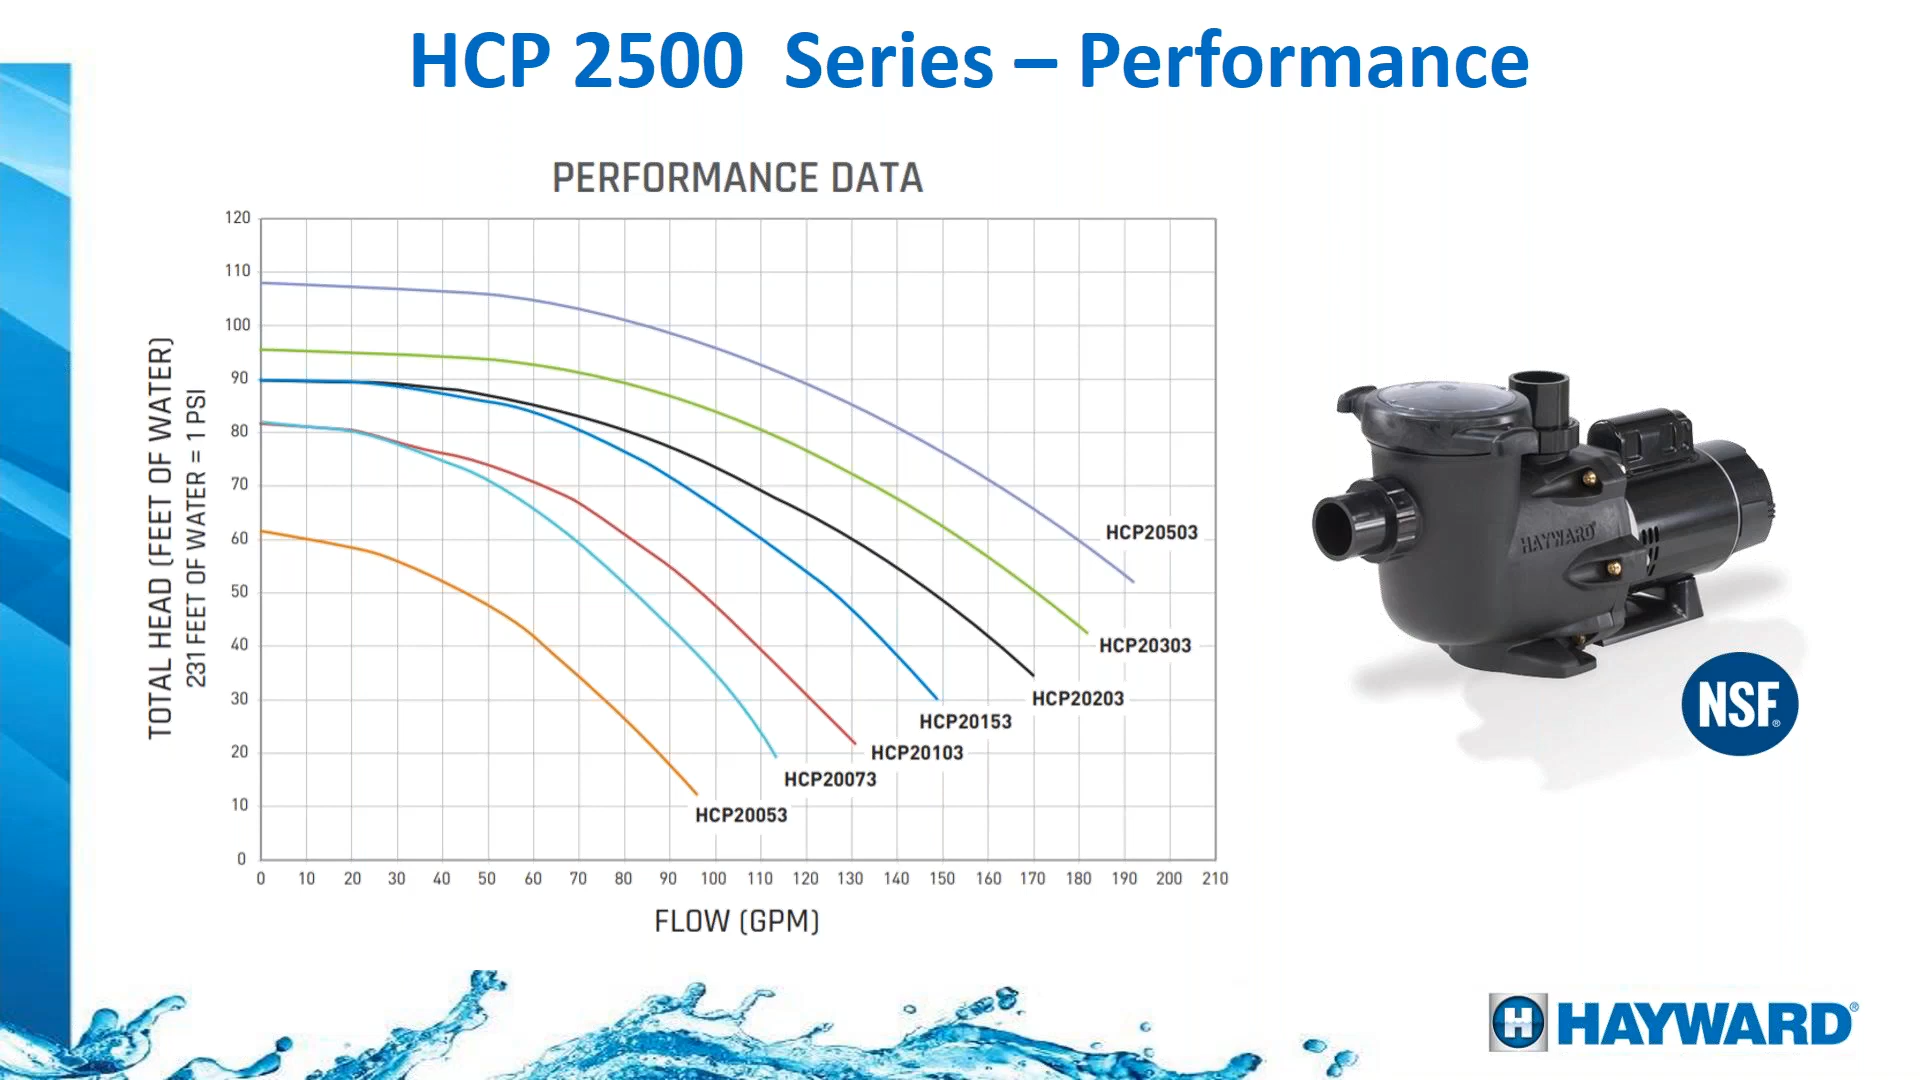 HCP 2500 Series – Performance
PERFORMANCE DATA
TOTAL HEAD (FEET OF WATER)
231 FEET OF WATER = 1 PSI
120
110
100
90
80
70
60
50
40
30
20
10
0
HCP20503
HCP20303
HCP20203
HCP20153
HCP20103
HCP20073
HCP20053
0 10 20 30 40 50 60 70 80 90 100 110 120 130 140 150 160 170 180 190 200 210
FLOW (GPM)
HAYWARD
NSF®
H HAYWARD®